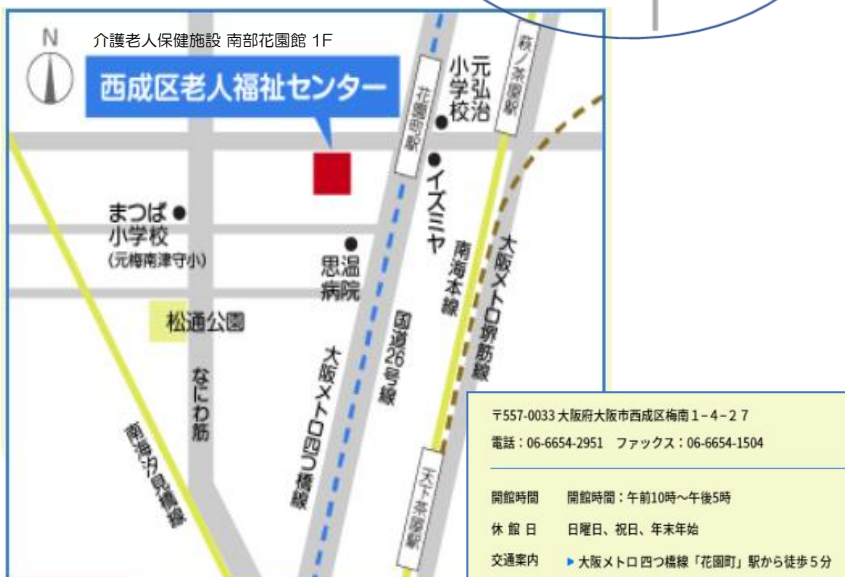 N
介護老人保健施設 南部花園館 1F
西成区老人福祉センター
花園町駅
元弘治
小学校
萩ノ茶屋駅
イズミヤ
まつば
小学校
(元梅南津守小)
思温
病院
松通公園
南海本線
大阪メトロ堺筋線
国道26号線
大阪メトロ四つ橋線
なにわ筋
南海汐見橋線
天下茶屋駅
〒557-0033 大阪府大阪市西成区梅南1-4-27
電話：06-6654-2951 ファックス：06-6654-1504
開館時間 開館時間：午前10時～午後5時
休 館 日 日曜日、祝日、年末年始
交通案内 ▶大阪メトロ 四つ橋線「花園町」駅から徒歩５分